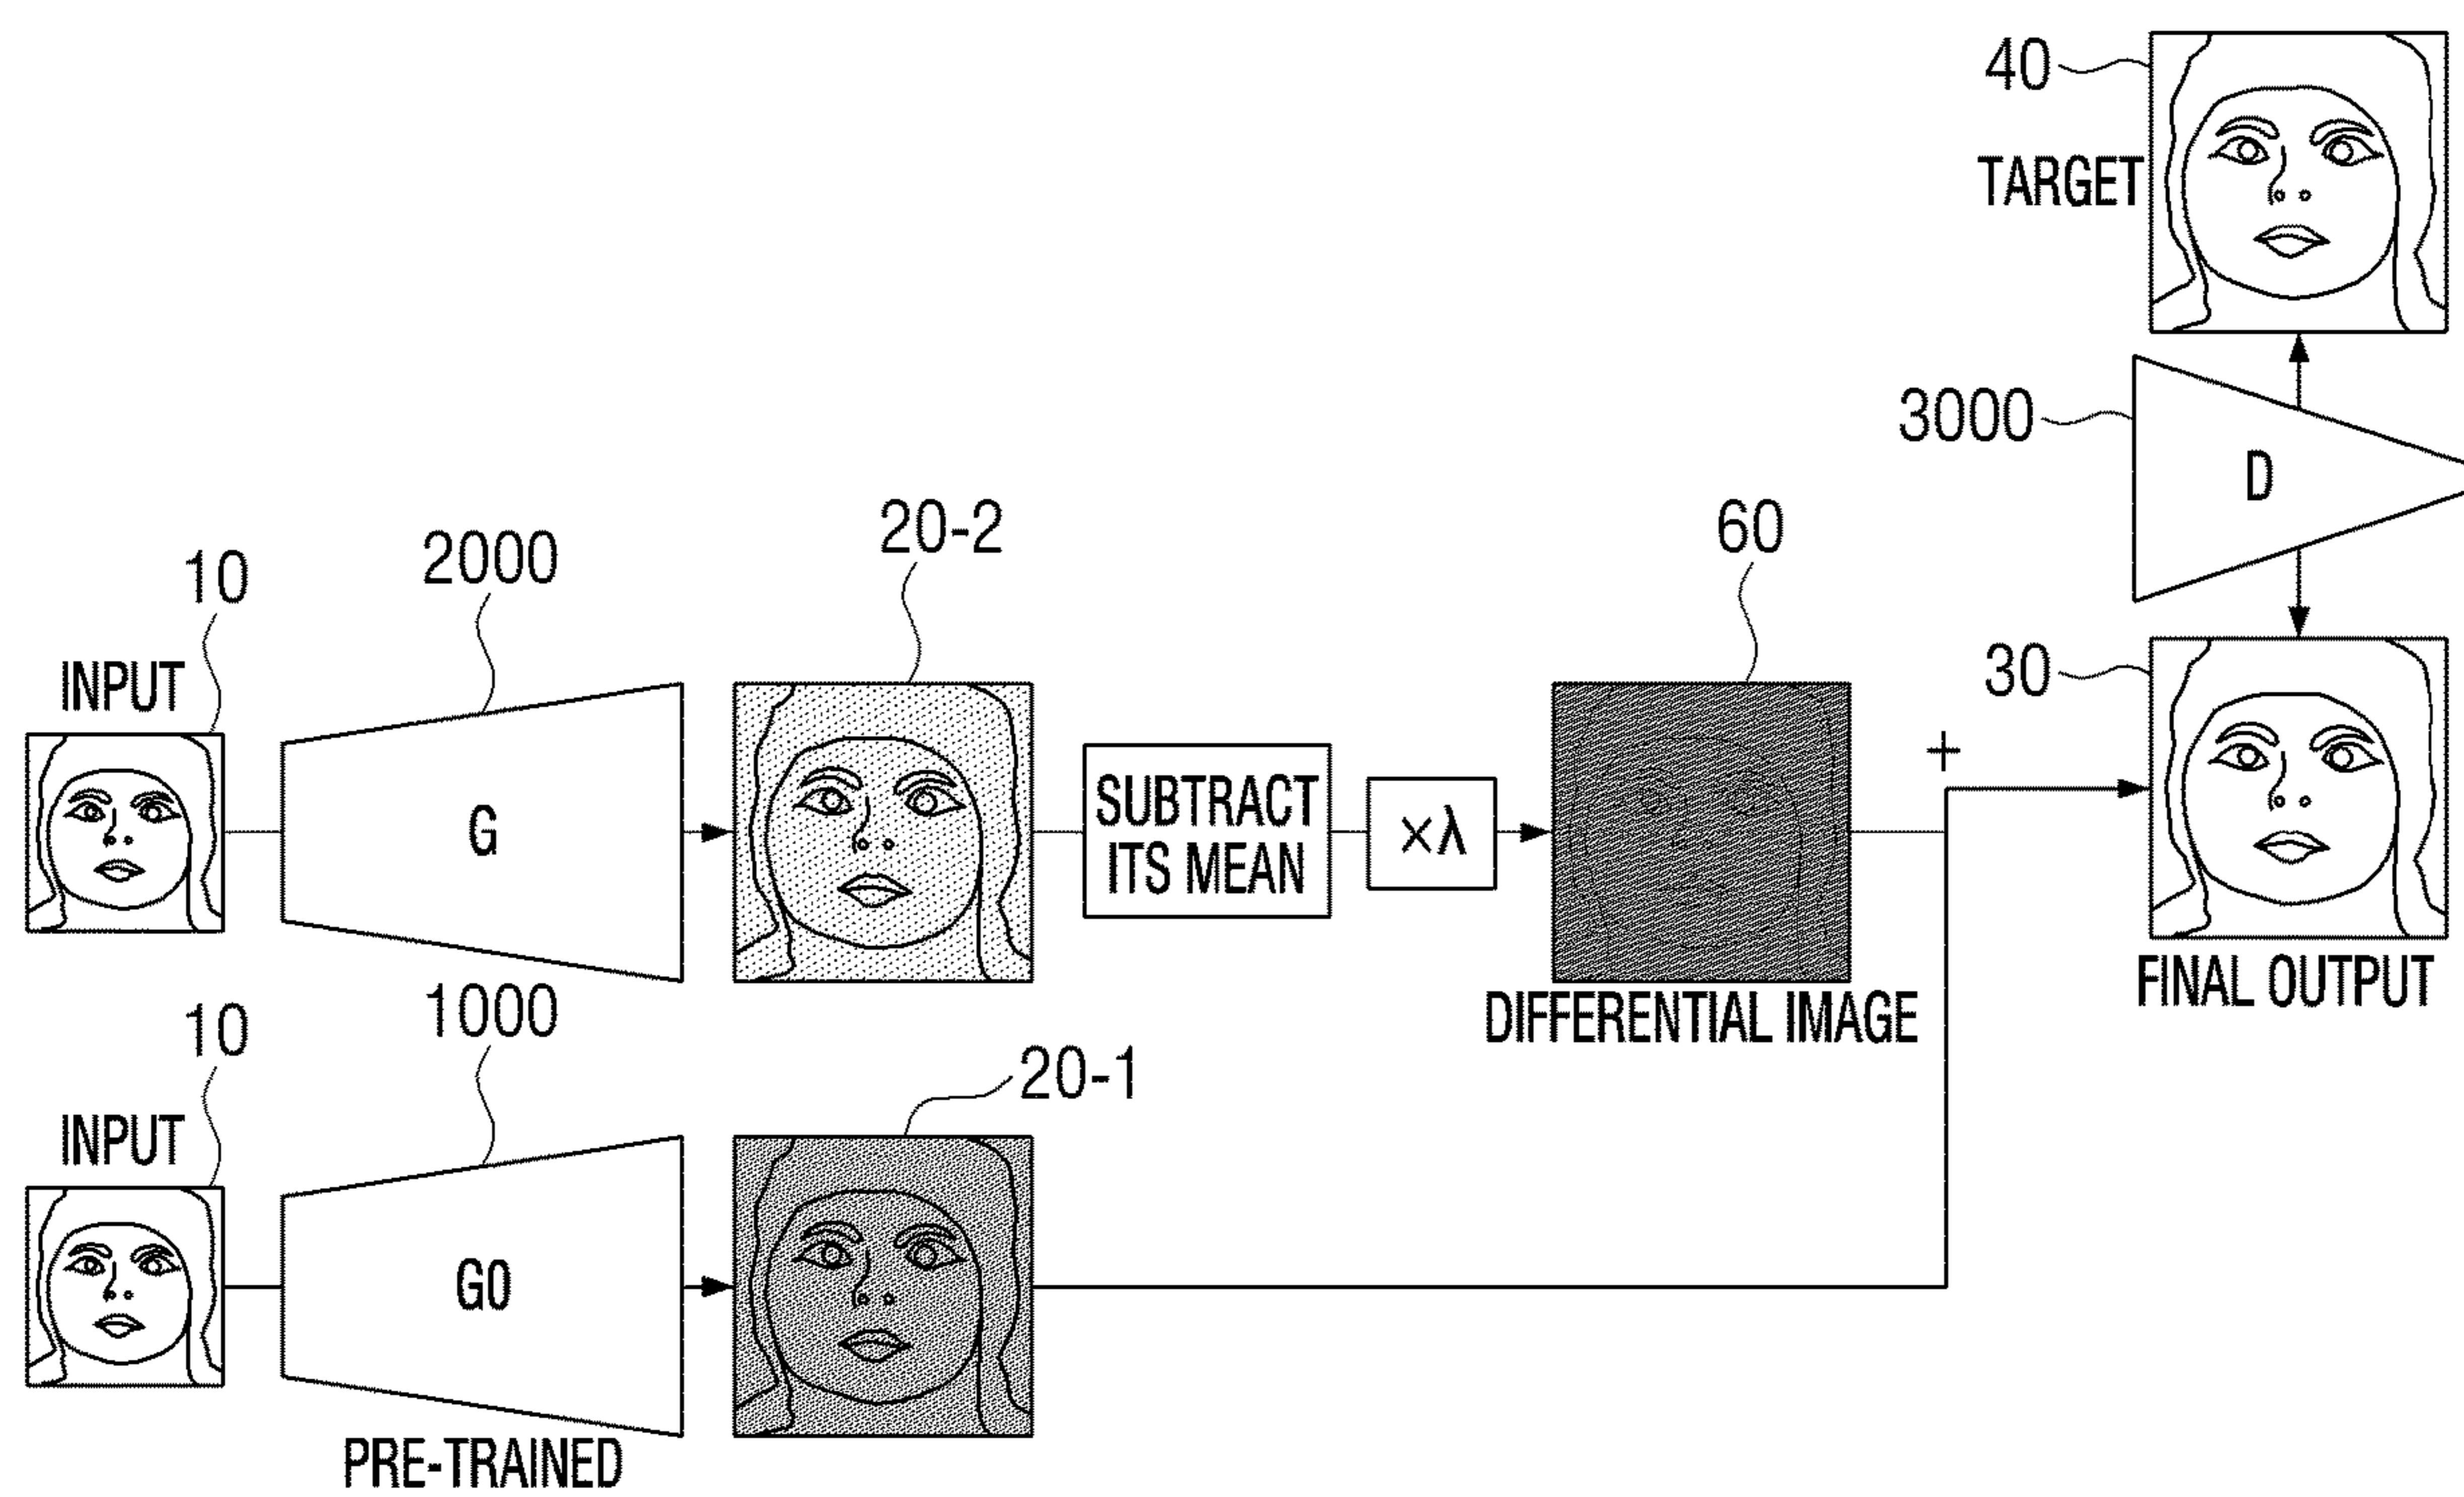 40
TARGET
3000
D
20-2
60
2000
10
30
INPUT
G
SUBTRACT
ITS MEAN
×λ
+
DIFFERENTIAL IMAGE
FINAL OUTPUT
10
1000
20-1
INPUT
G0
PRE-TRAINED